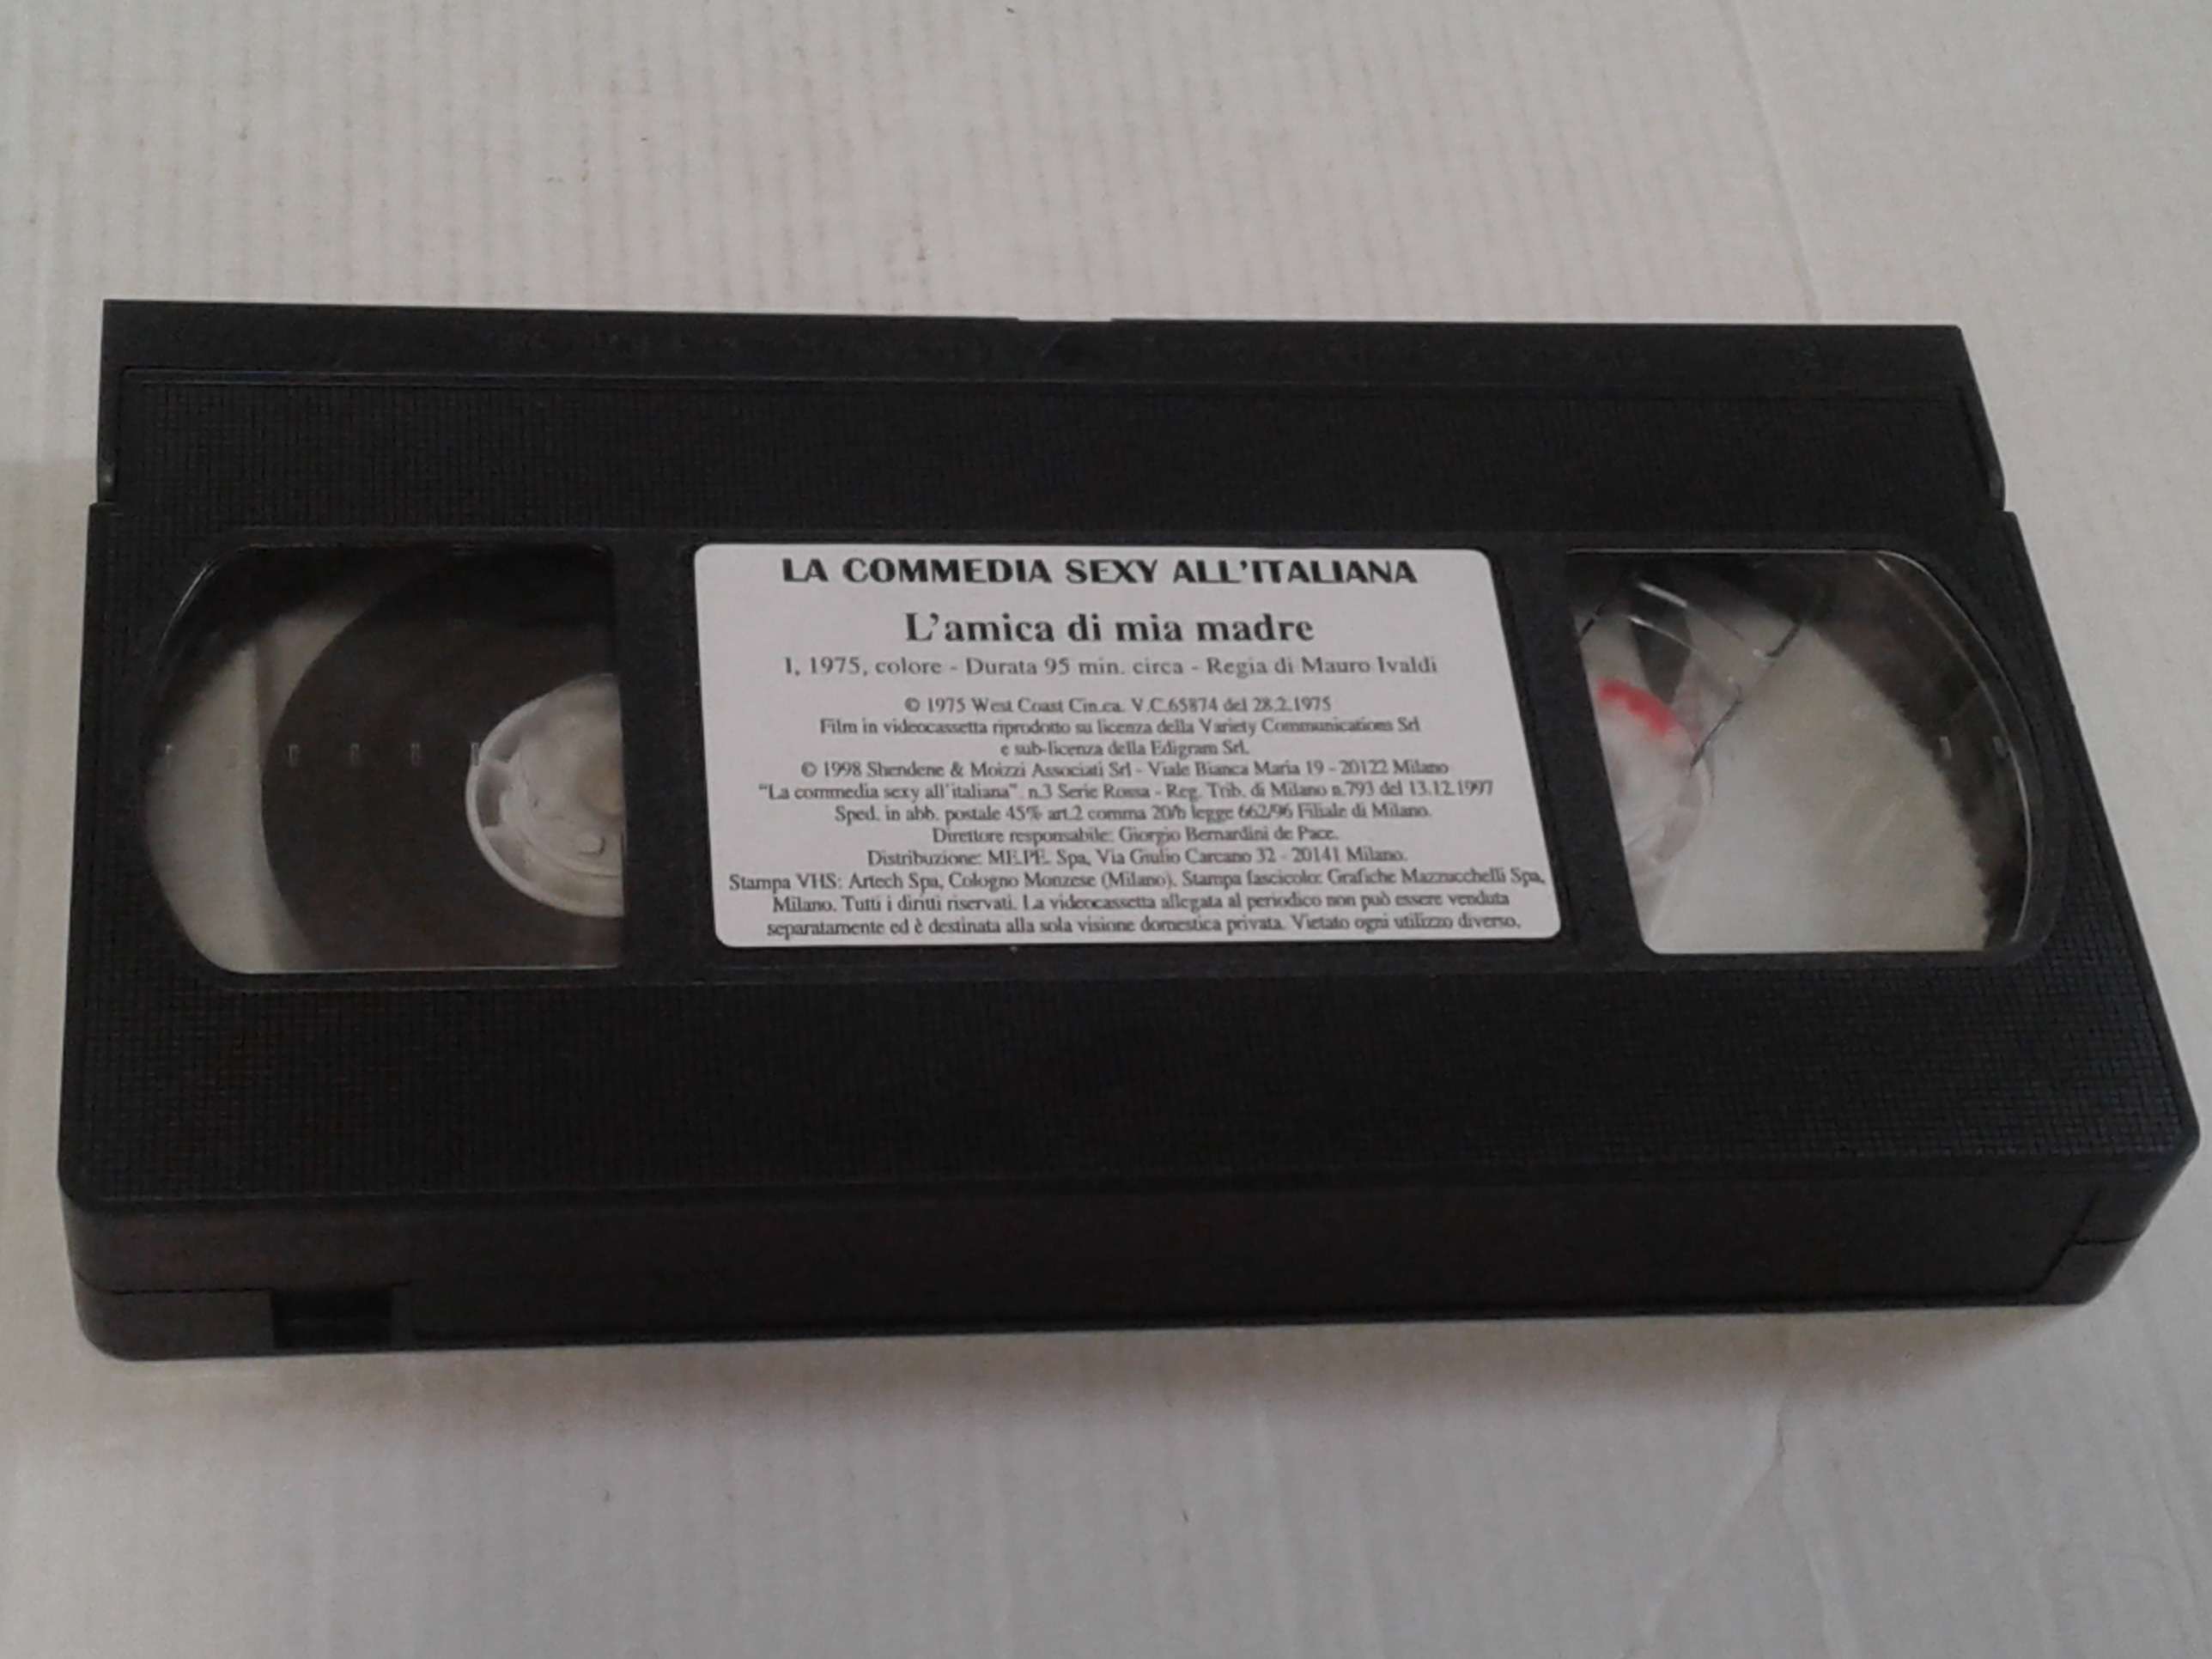 LA COMMEDIA SEXY ALL'ITALIANA
L'amica di mia madre
I, 1975, colore - Durata 95 min. circa - Regia di Mauro Ivaldi
© 1975 West Coast Cin.ca. V.C.65874 del 28.2.1975
Film in videocassetta riprodotto su licenza della Variety Communications Srl
e sub-licenza della Edigram Srl.
© 1998 Shendene & Moizzi Associati Srl - Viale Bianca Maria 19 - 20122 Milano
"La commedia sexy all'italiana" n.3 Serie Rossa - Reg. Trib. di Milano n.793 del 13.12.1997
Sped. in abb. postale 45% art.2 comma 20/b legge 662/96 Filiale di Milano.
Direttore responsabile: Giorgio Bernardini de Pace.
Distribuzione: ME.PE. Spa, Via Giulio Carcano 32 - 20141 Milano.
Stampa VHS: Artech Spa, Cologno Monzese (Milano). Stampa fascicolo: Grafiche Mazzucchelli Spa,
Milano. Tutti i diritti riservati. La videocassetta allegata al periodico non può essere venduta
separatamente ed è destinata alla sola visione domestica privata. Vietato ogni utilizzo diverso.